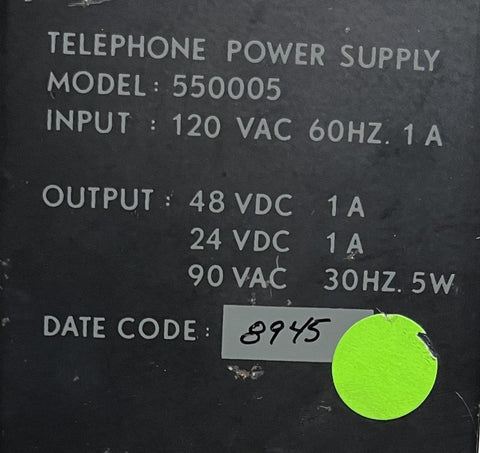 TELEPHONE POWER SUPPLY
MODEL: 550005
INPUT : 120 VAC 60HZ. 1 A
OUTPUT : 48 VDC 1 A
24 VDC 1 A
90 VAC 30HZ. 5W
DATE CODE : 8945